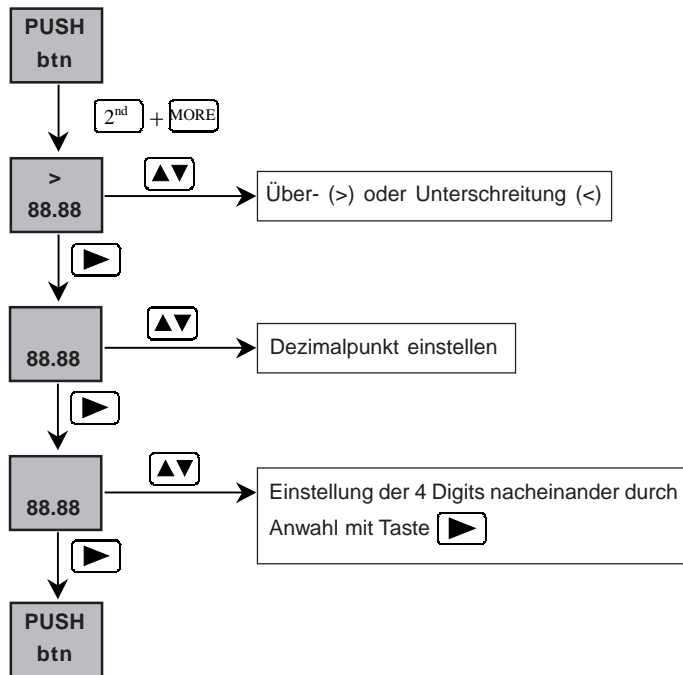 PUSH
btn
2nd + MORE
>
88.88
▲▼
Über- (>) oder Unterschreitung (<)
▶
88.88
▲▼
Dezimalpunkt einstellen
▶
88.88
▲▼
Einstellung der 4 Digits nacheinander durch
Anwahl mit Taste ▶
▶
PUSH
btn